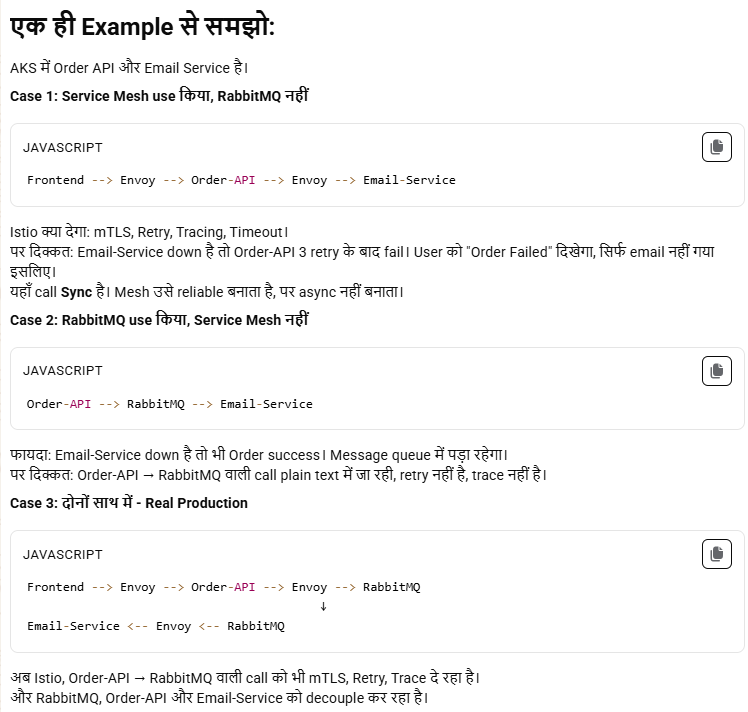 एक ही Example से समझो:
AKS में Order API और Email Service है।
Case 1: Service Mesh use किया, RabbitMQ नहीं
JAVASCRIPT
Frontend --> Envoy --> Order-API --> Envoy --> Email-Service
Istio क्या देगा: mTLS, Retry, Tracing, Timeout।
पर दिक्कत: Email-Service down है तो Order-API 3 retry के बाद fail। User को "Order Failed" दिखेगा, सिर्फ email नहीं गया
इसलिए।
यहाँ call Sync है। Mesh उसे reliable बनाता है, पर async नहीं बनाता।
Case 2: RabbitMQ use किया, Service Mesh नहीं
JAVASCRIPT
Order-API --> RabbitMQ --> Email-Service
फायदा: Email-Service down है तो भी Order success। Message queue में पड़ा रहेगा।
पर दिक्कत: Order-API → RabbitMQ वाली call plain text में जा रही, retry नहीं है, trace नहीं है।
Case 3: दोनों साथ में - Real Production
JAVASCRIPT
Frontend --> Envoy --> Order-API --> Envoy --> RabbitMQ
↓
Email-Service <-- Envoy <-- RabbitMQ
अब Istio, Order-API → RabbitMQ वाली call को भी mTLS, Retry, Trace दे रहा है।
और RabbitMQ, Order-API और Email-Service को decouple कर रहा है।